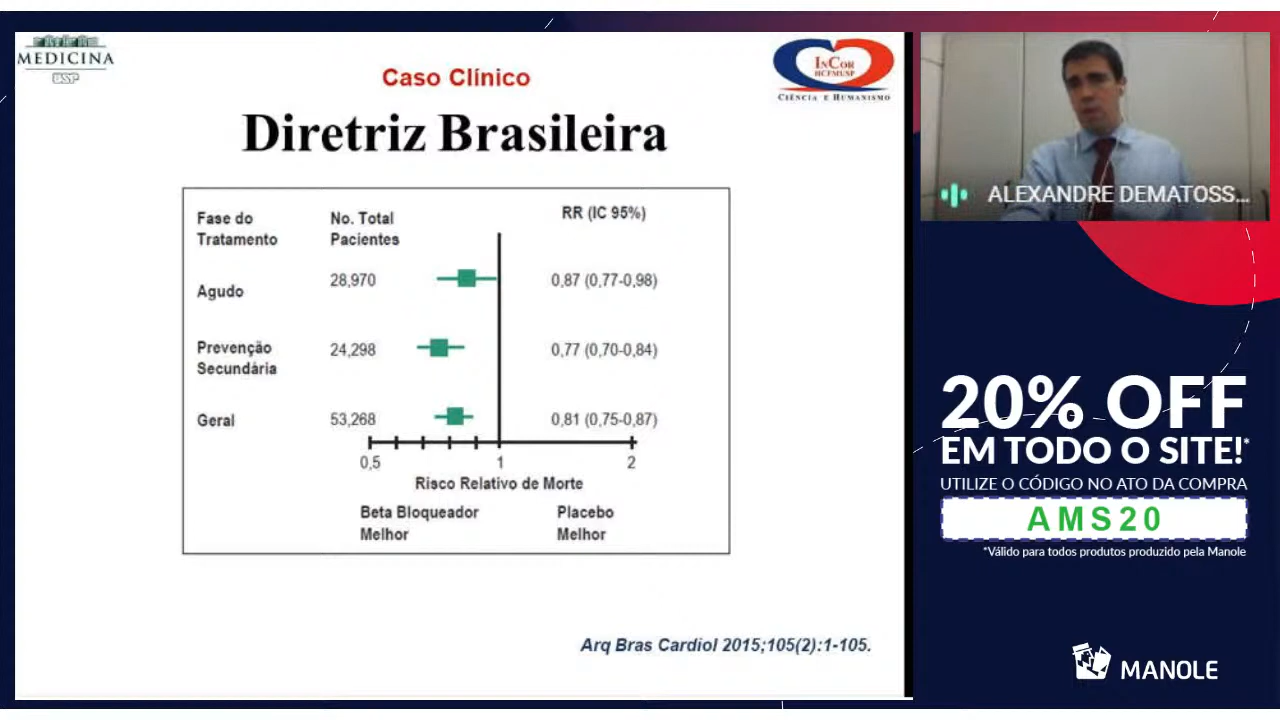 MEDICINA
USP
Caso Clínico
INCOR
HCFMUSP
CIÊNCIA E HUMANISMO
Diretriz Brasileira
Fase do
Tratamento
No. Total
Pacientes
RR (IC 95%)
Agudo
28,970
0,87 (0,77-0,98)
Prevenção
Secundária
24,298
0,77 (0,70-0,84)
Geral
53,268
0,81 (0,75-0,87)
0,5 1 2
Risco Relativo de Morte
Beta Bloqueador
Melhor
Placebo
Melhor
Arq Bras Cardiol 2015;105(2):1-105.
ALEXANDRE DEMATOSS...
20% OFF
EM TODO O SITE!*
UTILIZE O CÓDIGO NO ATO DA COMPRA
AMS20
*Válido para todos produtos produzido pela Manole
MANOLE